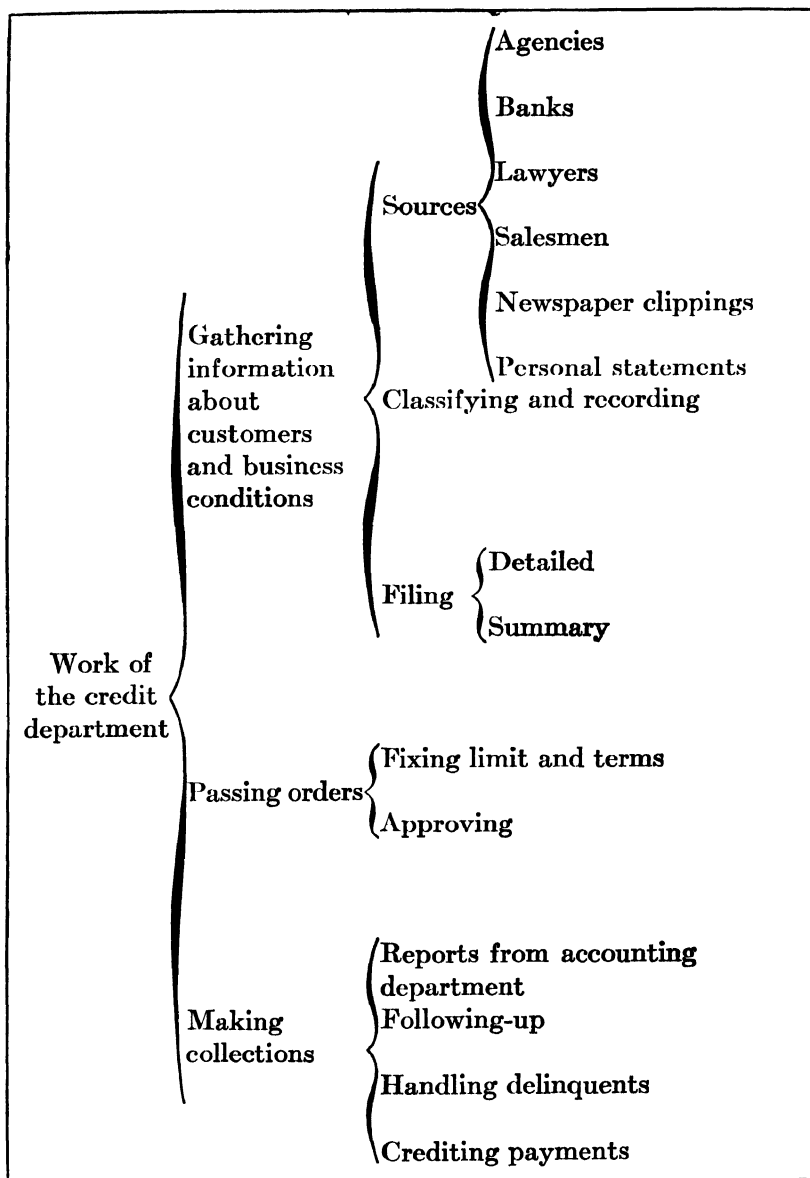 Work of
the credit
department
Gathering
information
about
customers
and business
conditions
Sources
Agencies
Banks
Lawyers
Salesmen
Newspaper clippings
Personal statements
Classifying and recording
Filing
Detailed
Summary
Passing orders
Fixing limit and terms
Approving
Making
collections
Reports from accounting
department
Following-up
Handling delinquents
Crediting payments